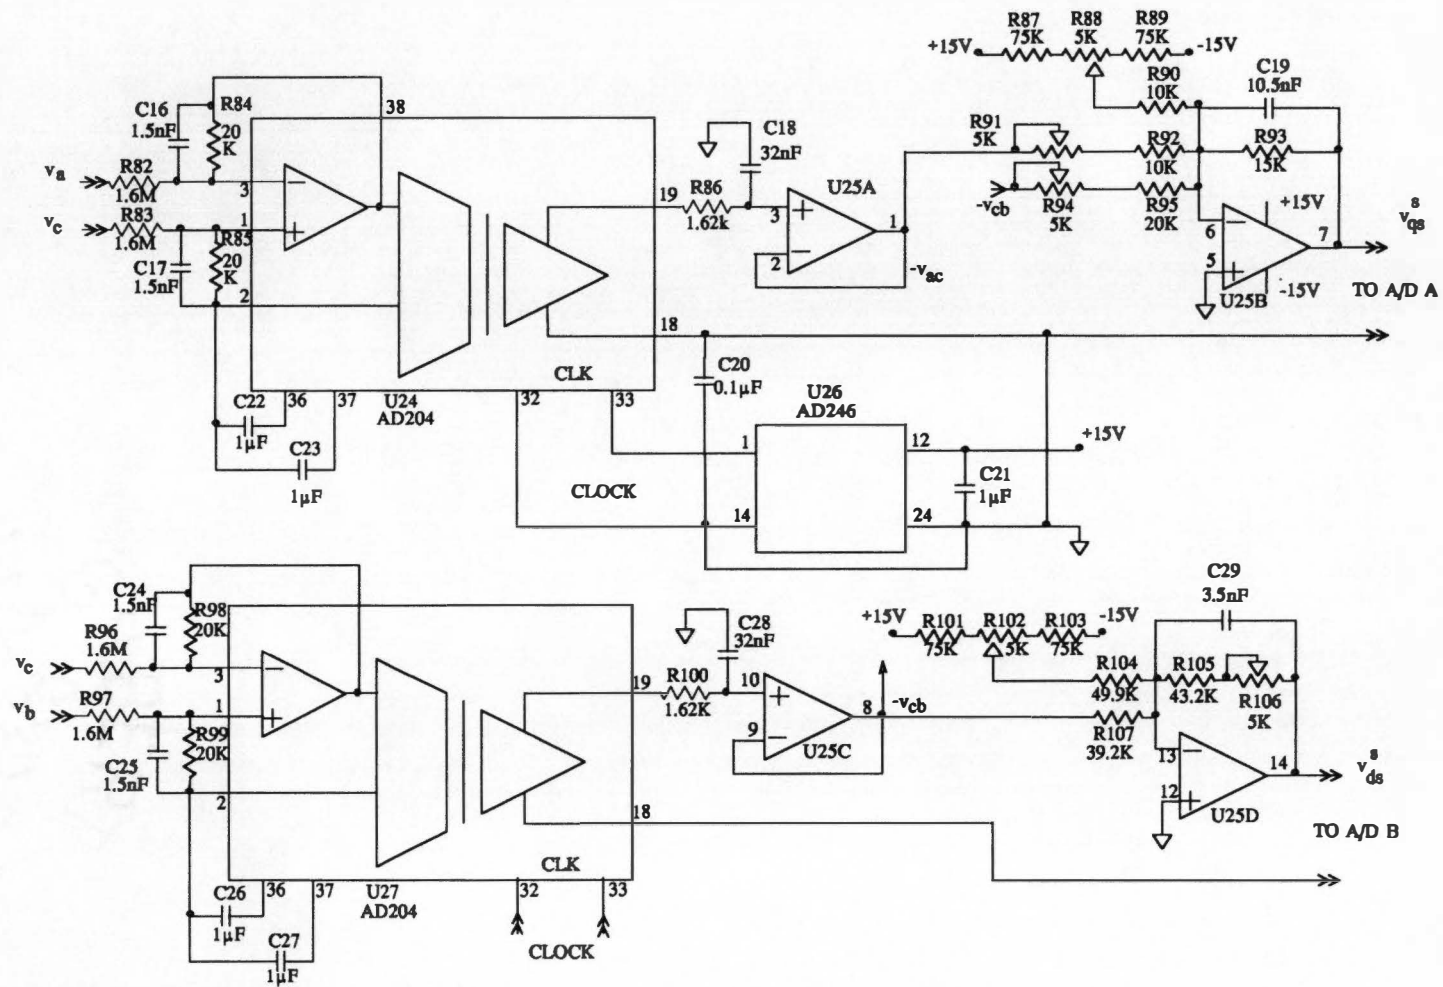 R87
75K
R88
5K
R89
75K
+15V
-15V
R90
10K
C19
10.5nF
C16
1.5nF
R84
20
K
38
C18
32nF
R91
5K
R92
10K
R93
15K
va
R82
1.6M
3
vc
R83
1.6M
1
R85
20
K
C17
1.5nF
2
19
R86
1.62k
3
U25A
1
2
-vac
-vcb
R94
5K
R95
20K
+15V
6
5
7
U25B
-15V
v s qs
TO A/D A
18
CLK
C20
0.1µF
U26
AD246
C22
1µF
36
37
U24
AD204
32
33
C23
1µF
CLOCK
1
12
+15V
C21
1µF
14
24
C24
1.5nF
R98
20K
R96
1.6M
vc
3
R97
1.6M
vb
1
R99
20K
C25
1.5nF
2
19
R100
1.62K
C28
32nF
10
9
8
U25C
-vcb
+15V
R101
75K
R102
5K
R103
75K
-15V
C29
3.5nF
R104
49.9K
R105
43.2K
R106
5K
R107
39.2K
13
12
14
U25D
v s ds
TO A/D B
18
CLK
C26
1µF
36
37
U27
AD204
32
33
C27
1µF
CLOCK